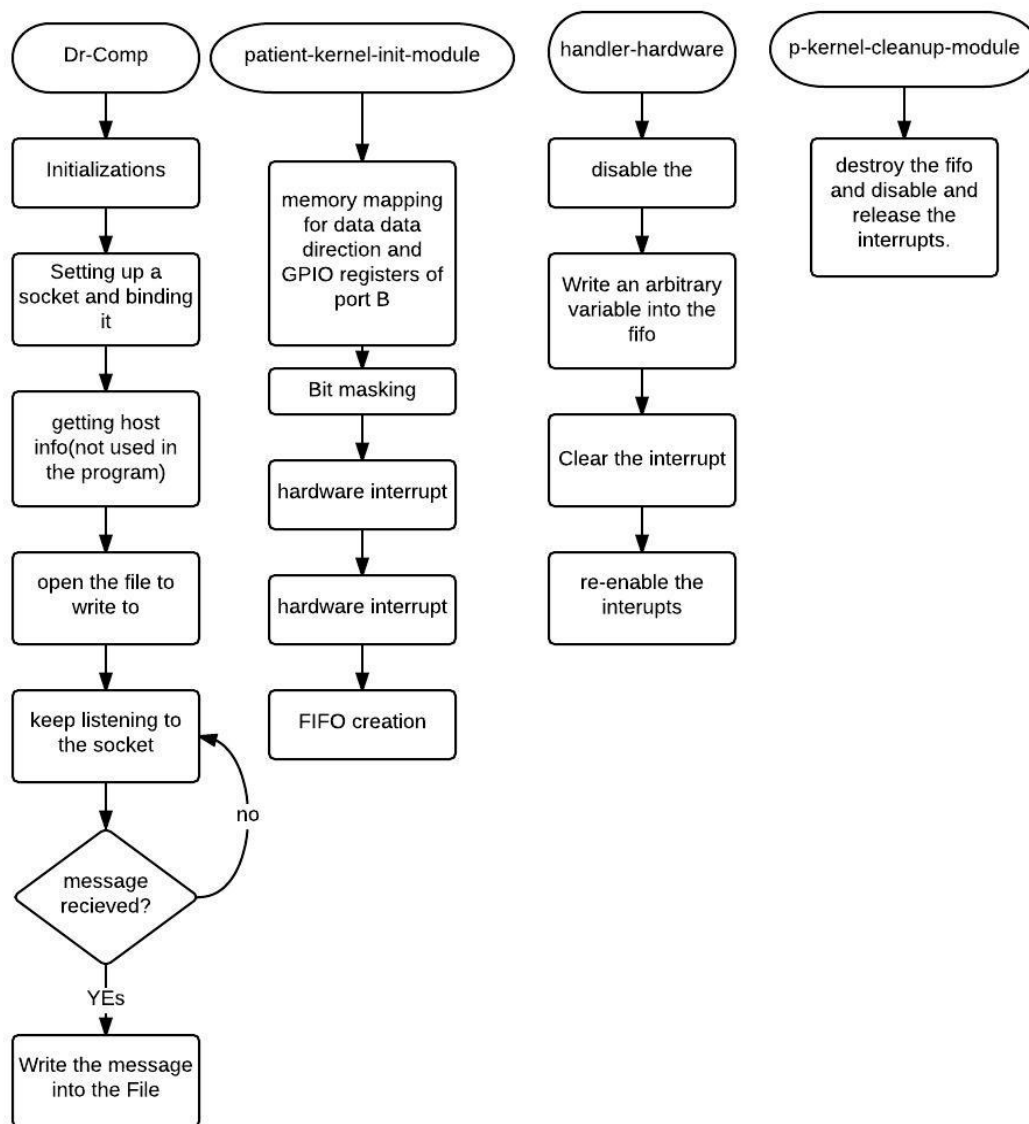 Dr-Comp
Initializations
Setting up a
socket and binding
it
getting host
info(not used in
the program)
open the file to
write to
keep listening to
the socket
no
message
recieved?
YEs
Write the message
into the File
patient-kernel-init-module
memory mapping
for data data
direction and
GPIO registers of
port B
Bit masking
hardware interrupt
hardware interrupt
FIFO creation
handler-hardware
disable the
Write an arbitrary
variable into the
fifo
Clear the interrupt
re-enable the
interupts
p-kernel-cleanup-module
destroy the fifo
and disable and
release the
interrupts.